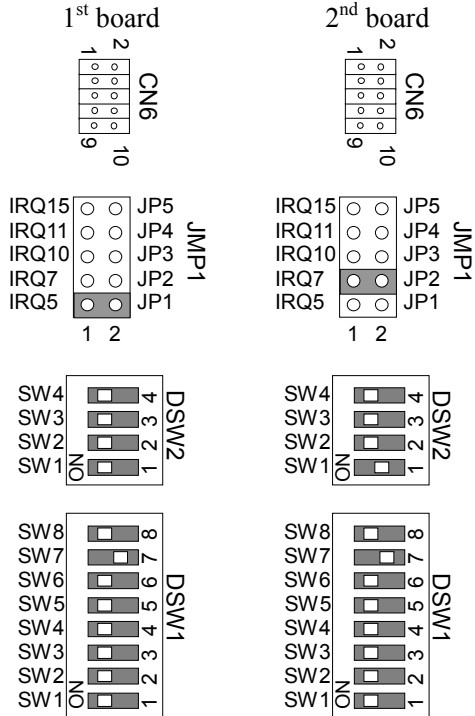 1st board
1 2
CN6
9 10
IRQ15 JP5
IRQ11 JP4
IRQ10 JP3
IRQ7 JP2
IRQ5 JP1
1 2
JMP1
SW4 4
SW3 3
SW2 2
SW1 ON 1
DSW2
SW8 8
SW7 7
SW6 6
SW5 5
SW4 4
SW3 3
SW2 2
SW1 ON 1
DSW1
2nd board
1 2
CN6
9 10
IRQ15 JP5
IRQ11 JP4
IRQ10 JP3
IRQ7 JP2
IRQ5 JP1
1 2
JMP1
SW4 4
SW3 3
SW2 2
SW1 ON 1
DSW2
SW8 8
SW7 7
SW6 6
SW5 5
SW4 4
SW3 3
SW2 2
SW1 ON 1
DSW1